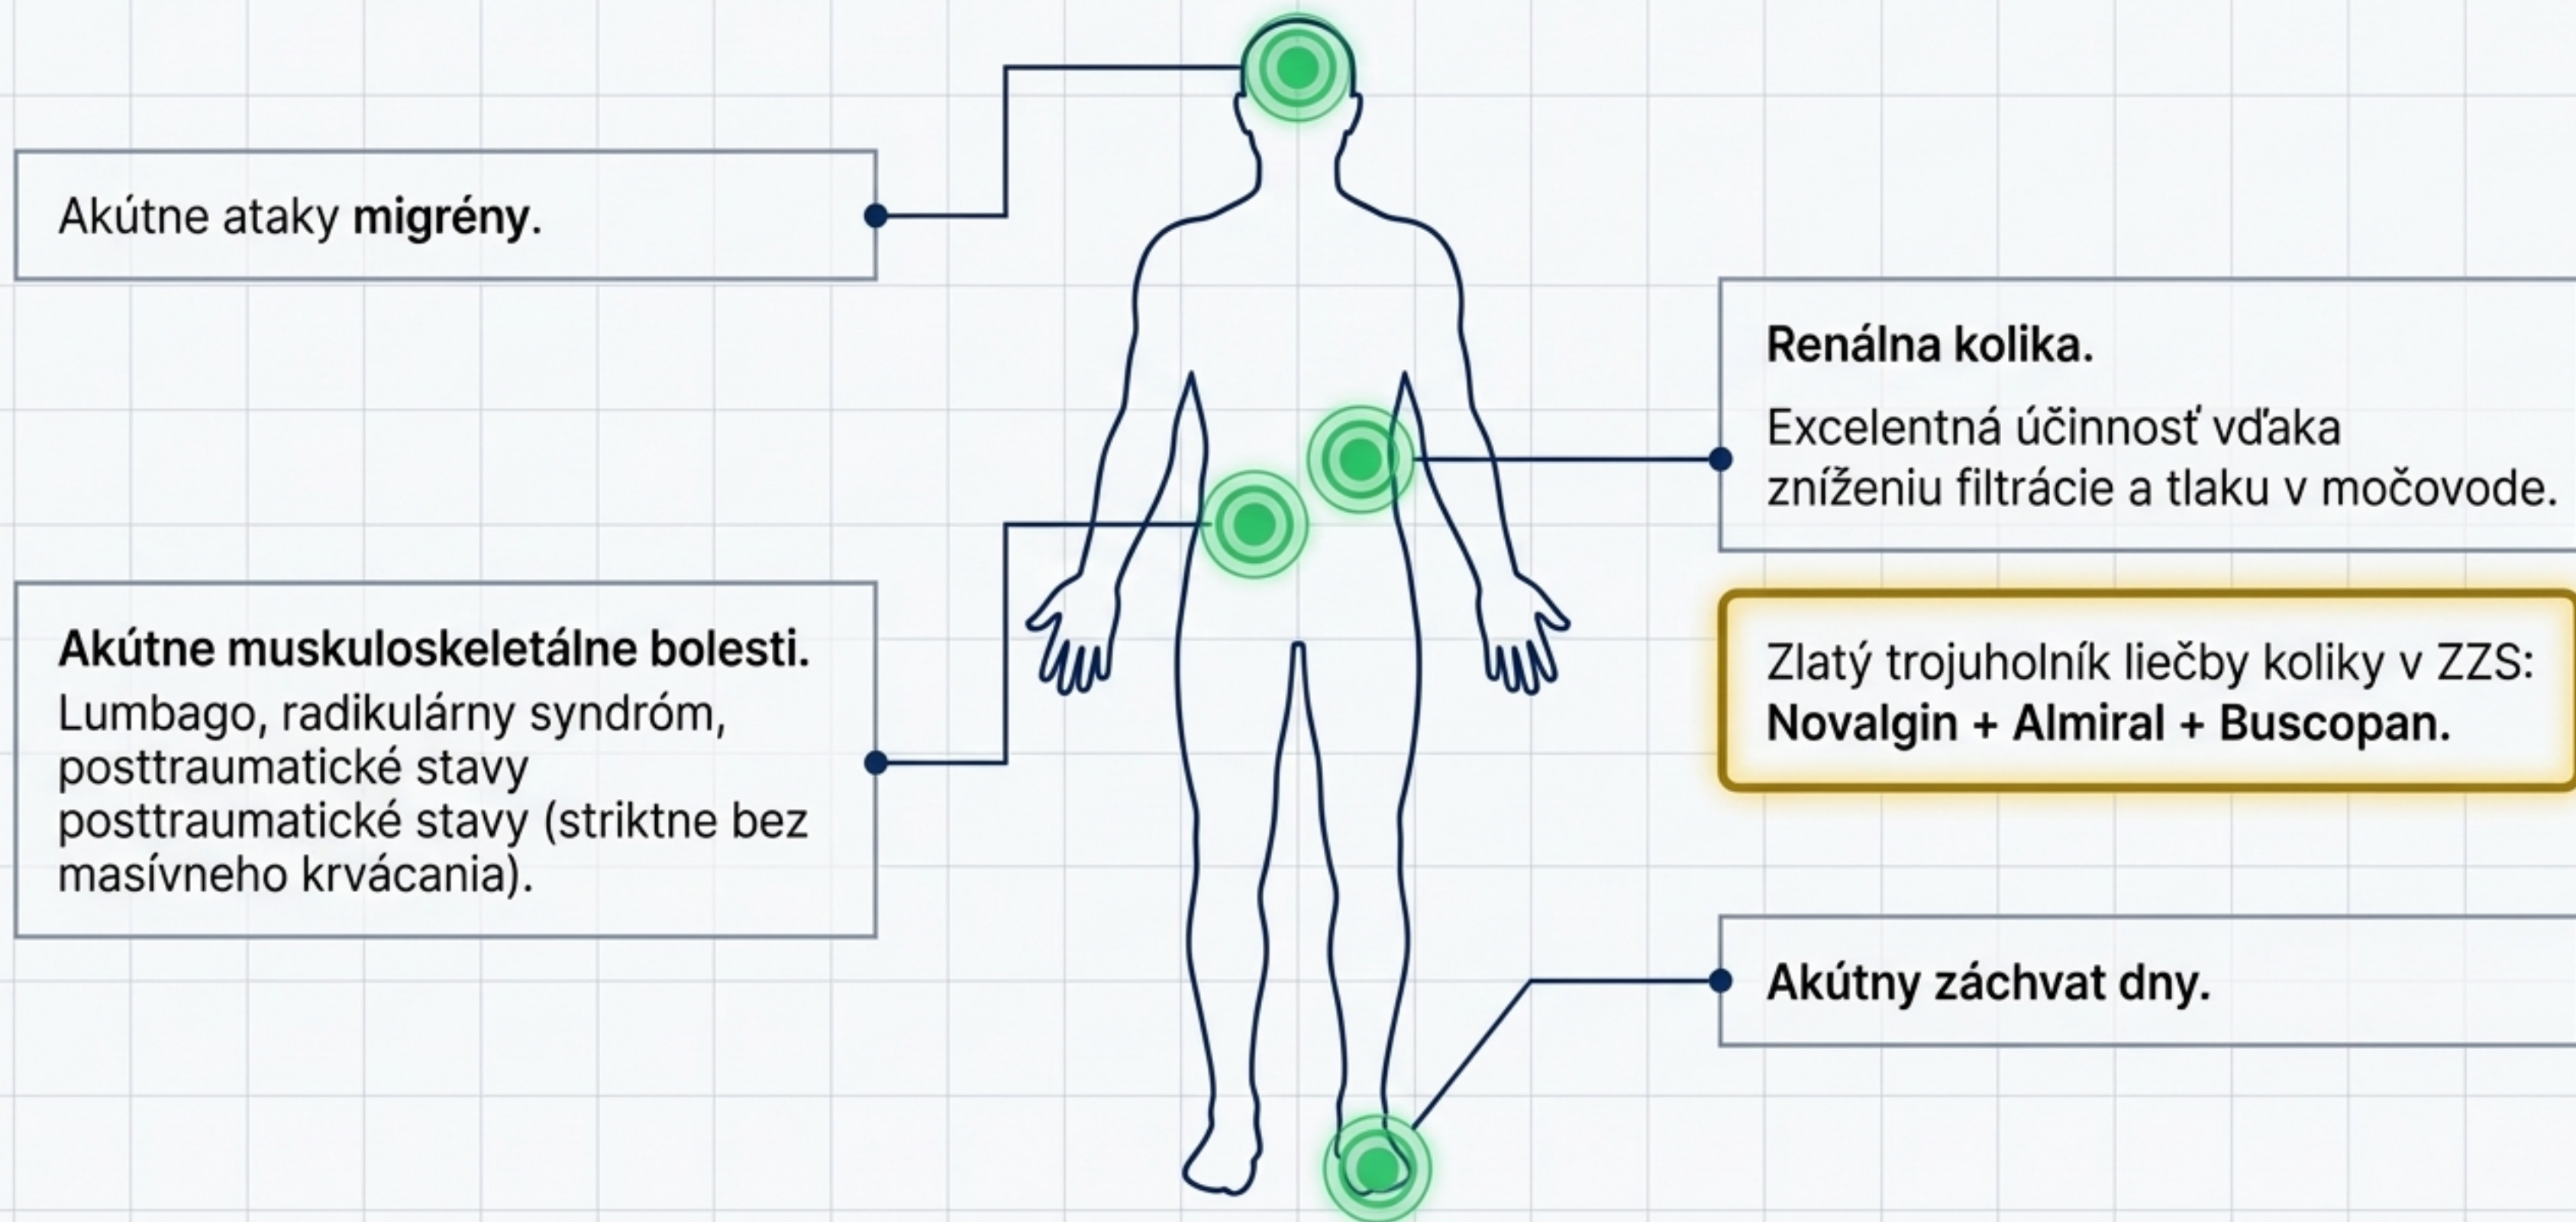 Akútne ataky migrény.
Akútne muskuloskeletálne bolesti.
Lumbago, radikulárny syndróm,
posttraumatické stavy
posttraumatické stavy (striktne bez
masívneho krvácania).
Renálna kolika.
Excelentná účinnosť vďaka
zníženiu filtrácie a tlaku v močovode.
Zlatý trojuholník liečby koliky v ZZS:
Novalgin + Almiral + Buscopan.
Akútny záchvat dny.